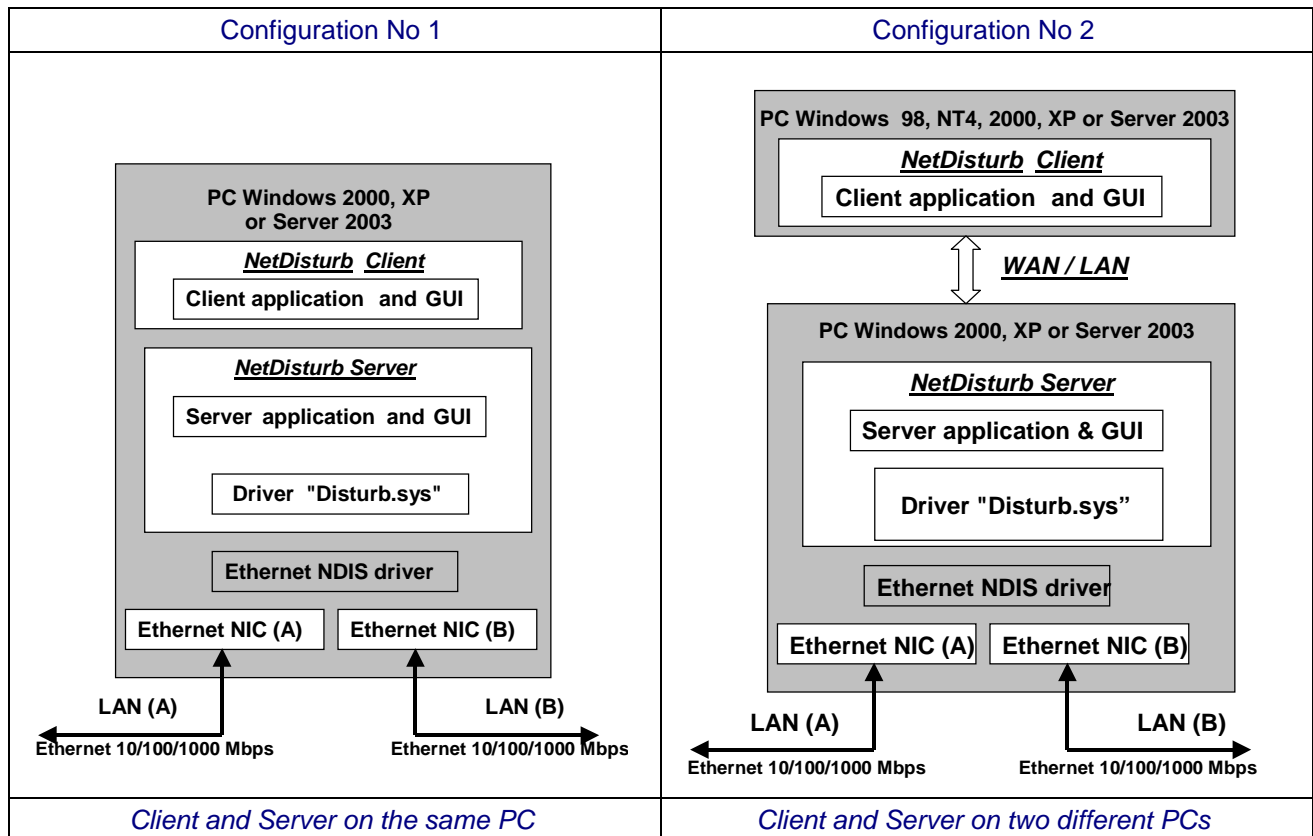 Configuration No 1
PC Windows 2000, XP
or Server 2003
NetDisturb Client
Client application and GUI
NetDisturb Server
Server application and GUI
Driver "Disturb.sys"
Ethernet NDIS driver
Ethernet NIC (A)
Ethernet NIC (B)
LAN (A)
LAN (B)
Ethernet 10/100/1000 Mbps
Ethernet 10/100/1000 Mbps
Client and Server on the same PC
Configuration No 2
PC Windows 98, NT4, 2000, XP or Server 2003
NetDisturb Client
Client application and GUI
WAN / LAN
PC Windows 2000, XP or Server 2003
NetDisturb Server
Server application & GUI
Driver "Disturb.sys”
Ethernet NDIS driver
Ethernet NIC (A)
Ethernet NIC (B)
LAN (A)
LAN (B)
Ethernet 10/100/1000 Mbps
Ethernet 10/100/1000 Mbps
Client and Server on two different PCs